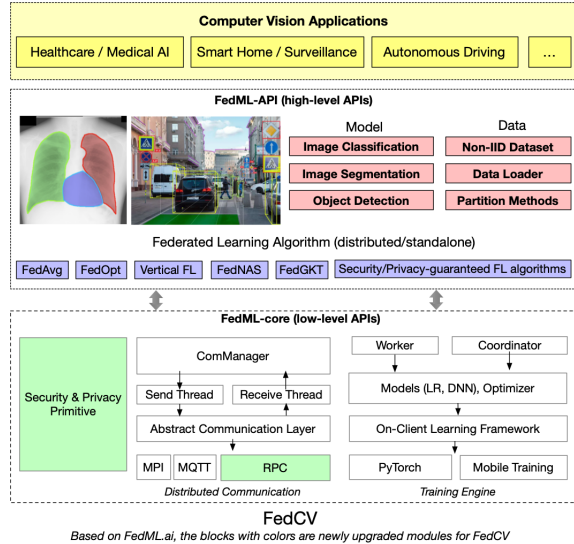 Computer Vision Applications
Healthcare / Medical AI
Smart Home / Surveillance
Autonomous Driving
...
FedML-API (high-level APIs)
Model
Data
Image Classification
Non-IID Dataset
Image Segmentation
Data Loader
Object Detection
Partition Methods
Federated Learning Algorithm (distributed/standalone)
FedAvg
FedOpt
Vertical FL
FedNAS
FedGKT
Security/Privacy-guaranteed FL algorithms
FedML-core (low-level APIs)
Security & Privacy
Primitive
ComManager
Send Thread
Receive Thread
Abstract Communication Layer
MPI
MQTT
RPC
Distributed Communication
Worker
Coordinator
Models (LR, DNN), Optimizer
On-Client Learning Framework
PyTorch
Mobile Training
Training Engine
FedCV
Based on FedML.ai, the blocks with colors are newly upgraded modules for FedCV